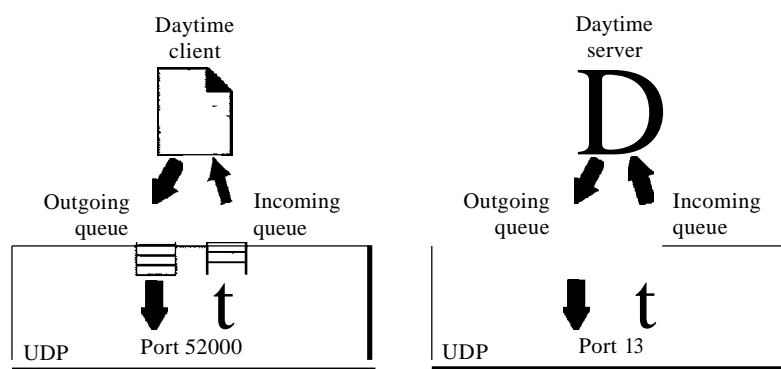 Daytime
client
Daytime
server
D
Outgoing
queue
Incoming
queue
Outgoing
queue
Incoming
queue
t
t
UDP
Port 52000
UDP
Port 13